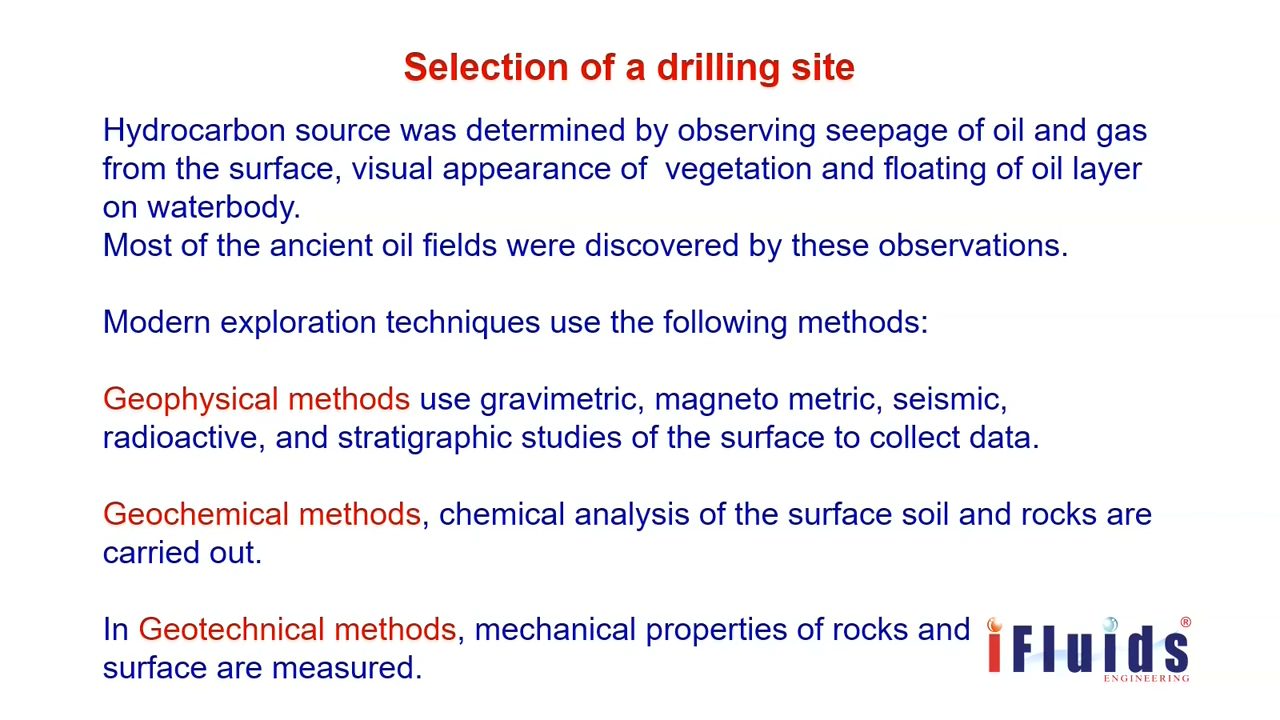 Selection of a drilling site
Hydrocarbon source was determined by observing seepage of oil and gas
from the surface, visual appearance of  vegetation and floating of oil layer
on waterbody.
Most of the ancient oil fields were discovered by these observations.
Modern exploration techniques use the following methods:
Geophysical methods use gravimetric, magneto metric, seismic,
radioactive, and stratigraphic studies of the surface to collect data.
Geochemical methods, chemical analysis of the surface soil and rocks are
carried out.
In Geotechnical methods, mechanical properties of rocks and
surface are measured.
iFluids®
ENGINEERING